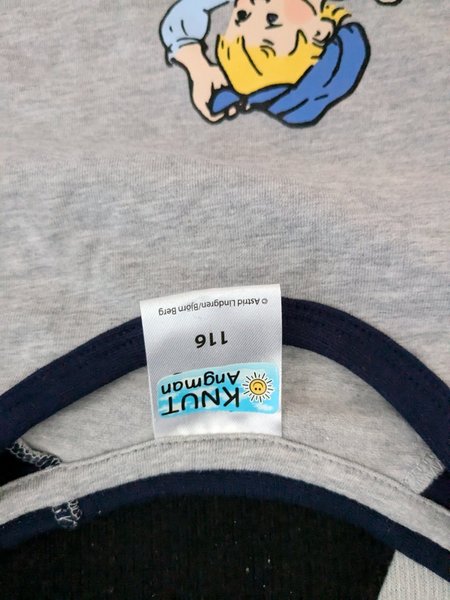 KNUT
Angman
116
© Astrid Lindgren/Björn Berg